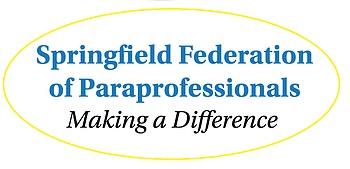 Springfield Federation
of Paraprofessionals
Making a Difference